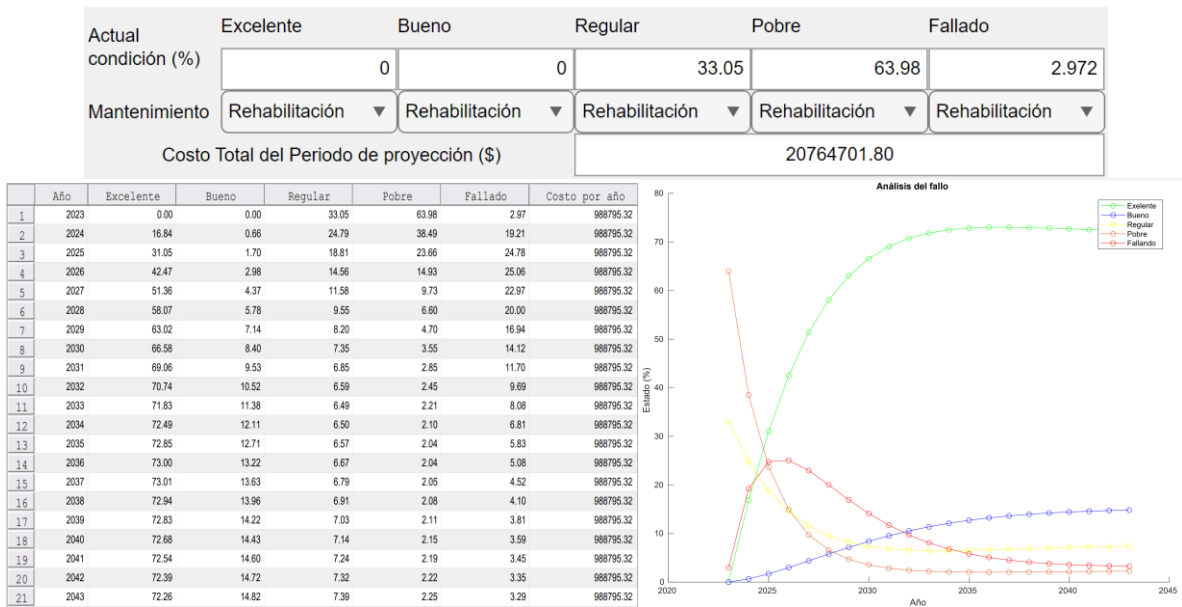 Actual condición (%) Excelente Bueno Regular Pobre Fallado
0 0 33.05 63.98 2.972
Mantenimiento Rehabilitación Rehabilitación Rehabilitación Rehabilitación Rehabilitación
Costo Total del Periodo de proyección ($) 20764701.80
Año Excelente Bueno Regular Pobre Fallado Costo por año
1 2023 0.00 0.00 33.05 63.98 2.97 988795.32
2 2024 16.84 0.66 24.79 38.49 19.21 988795.32
3 2025 31.05 1.70 18.81 23.66 24.78 988795.32
4 2026 42.47 2.98 14.56 14.93 25.06 988795.32
5 2027 51.36 4.37 11.58 9.73 22.97 988795.32
6 2028 58.07 5.78 9.55 6.60 20.00 988795.32
7 2029 63.02 7.14 8.20 4.70 16.94 988795.32
8 2030 66.58 8.40 7.35 3.55 14.12 988795.32
9 2031 69.06 9.53 6.85 2.85 11.70 988795.32
10 2032 70.74 10.52 6.59 2.45 9.69 988795.32
11 2033 71.83 11.38 6.49 2.21 8.08 988795.32
12 2034 72.49 12.11 6.50 2.10 6.81 988795.32
13 2035 72.85 12.71 6.57 2.04 5.83 988795.32
14 2036 73.00 13.22 6.67 2.04 5.08 988795.32
15 2037 73.01 13.63 6.79 2.05 4.52 988795.32
16 2038 72.94 13.96 6.91 2.08 4.10 988795.32
17 2039 72.83 14.22 7.03 2.11 3.81 988795.32
18 2040 72.68 14.43 7.14 2.15 3.59 988795.32
19 2041 72.54 14.60 7.24 2.19 3.45 988795.32
20 2042 72.39 14.72 7.32 2.22 3.35 988795.32
21 2043 72.26 14.82 7.39 2.25 3.29 988795.32
Análisis del fallo
Exelente
Bueno
Regular
Pobre
Fallando
Estado (%)
80
70
60
50
40
30
20
10
0
2020 2025 2030 2035 2040 2045
Año